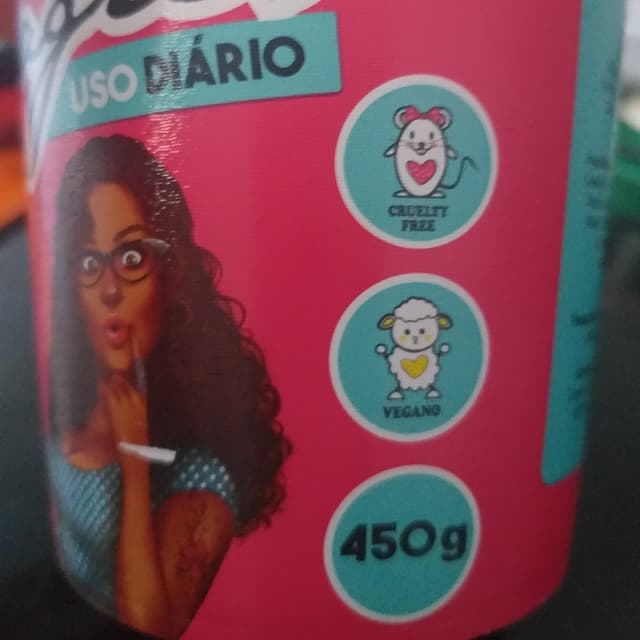 USO DIÁRIO
CRUELTY
FREE
VEGANO
450g